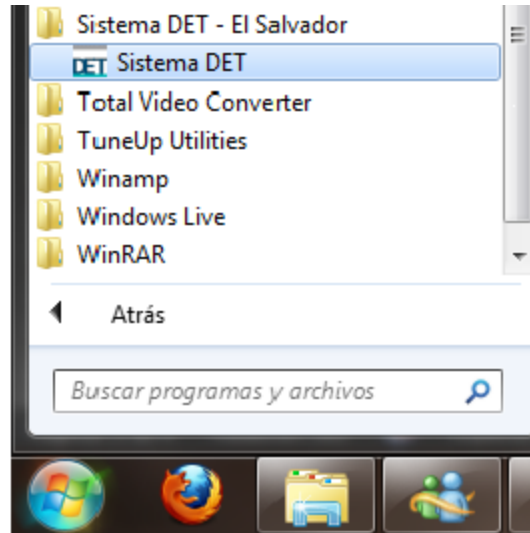 Sistema DET - El Salvador
DET Sistema DET
Total Video Converter
TuneUp Utilities
Winamp
Windows Live
WinRAR
Atrás
Buscar programas y archivos